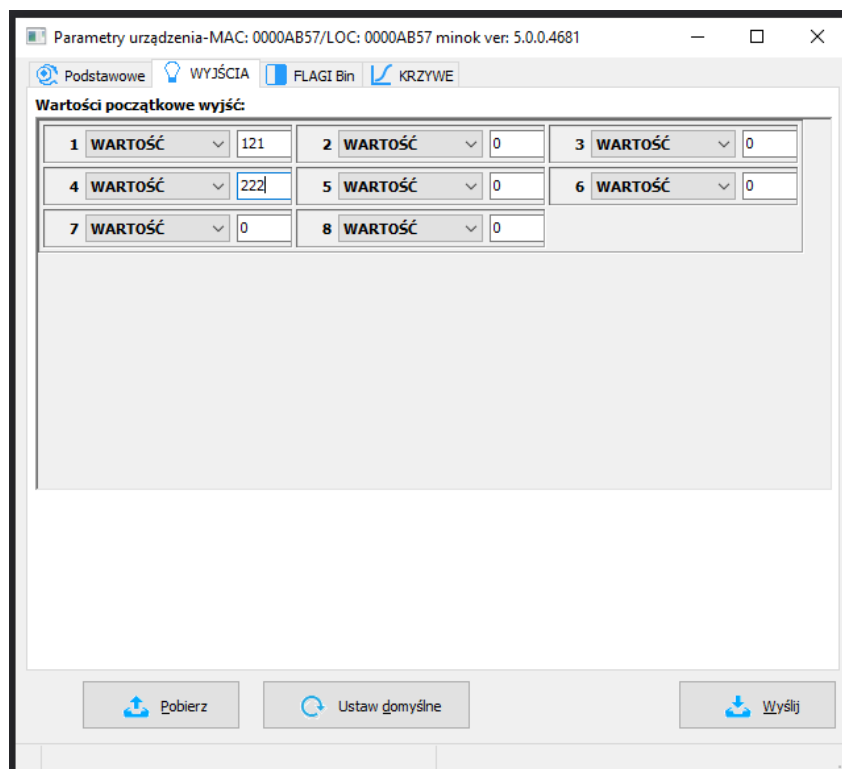 Parametry urządzenia-MAC: 0000AB57/LOC: 0000AB57 minok ver: 5.0.0.4681
Podstawowe WYJŚCIA FLAGI Bin KRZYWE
Wartości początkowe wyjść:
1 WARTOŚĆ 121 2 WARTOŚĆ 0 3 WARTOŚĆ 0
4 WARTOŚĆ 222 5 WARTOŚĆ 0 6 WARTOŚĆ 0
7 WARTOŚĆ 0 8 WARTOŚĆ 0
Pobierz Ustaw domyślne Wyślij